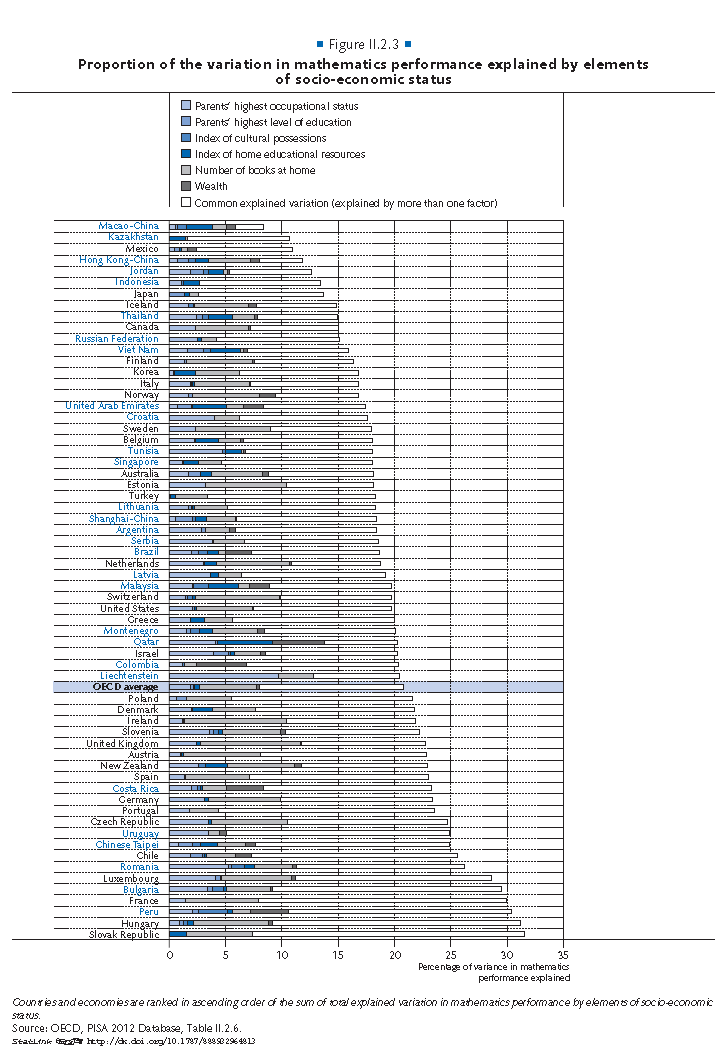 Figure II.2.3
Proportion of the variation in mathematics performance explained by elements
of socio-economic status
Parents' highest occupational status
Parents' highest level of education
Index of cultural possessions
Index of home educational resources
Number of books at home
Wealth
Common explained variation (explained by more than one factor)
Macao-China
Kazakhstan
Mexico
Hong Kong-China
Jordan
Indonesia
Japan
Iceland
Thailand
Canada
Russian Federation
Viet Nam
Finland
Korea
Italy
Norway
United Arab Emirates
Croatia
Sweden
Belgium
Tunisia
Singapore
Australia
Estonia
Turkey
Lithuania
Shanghai-China
Argentina
Serbia
Brazil
Netherlands
Latvia
Malaysia
Switzerland
United States
Greece
Montenegro
Qatar
Israel
Colombia
Liechtenstein
OECD average
Poland
Denmark
Ireland
Slovenia
United Kingdom
Austria
New Zealand
Spain
Costa Rica
Germany
Portugal
Czech Republic
Uruguay
Chinese Taipei
Chile
Romania
Luxembourg
Bulgaria
France
Peru
Hungary
Slovak Republic
0 5 10 15 20 25 30 35
Percentage of variance in mathematics
performance explained
Countries and economies are ranked in ascending order of the sum of total explained variation in mathematics performance by elements of socio-economic
status.
Source: OECD, PISA 2012 Database, Table II.2.6.
StatLink http://dx.doi.org/10.1787/888932964813